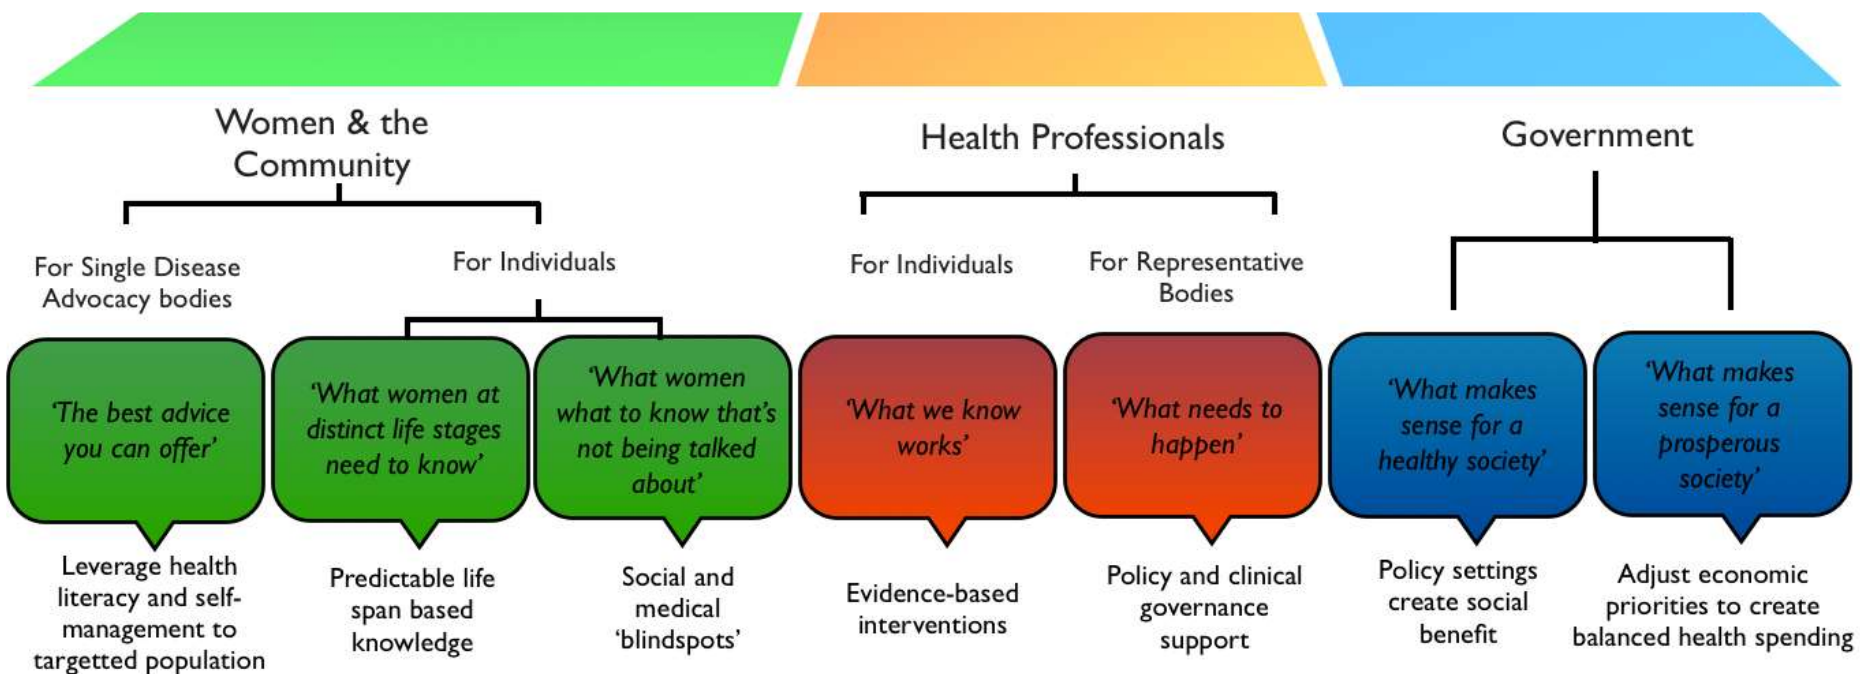 Women & the
Community
Health Professionals
Government
For Single Disease
Advocacy bodies
For Individuals
For Individuals
For Representative
Bodies
‘The best advice
you can offer’
‘What women at
distinct life stages
need to know’
‘What women
what to know that’s
not being talked
about’
‘What we know
works’
‘What needs to
happen’
‘What makes
sense for a
healthy society’
‘What makes
sense for a
prosperous
society’
Leverage health
literacy and self-
management to
targetted population
Predictable life
span based
knowledge
Social and
medical
‘blindspots’
Evidence-based
interventions
Policy and clinical
governance
support
Policy settings
create social
benefit
Adjust economic
priorities to create
balanced health spending